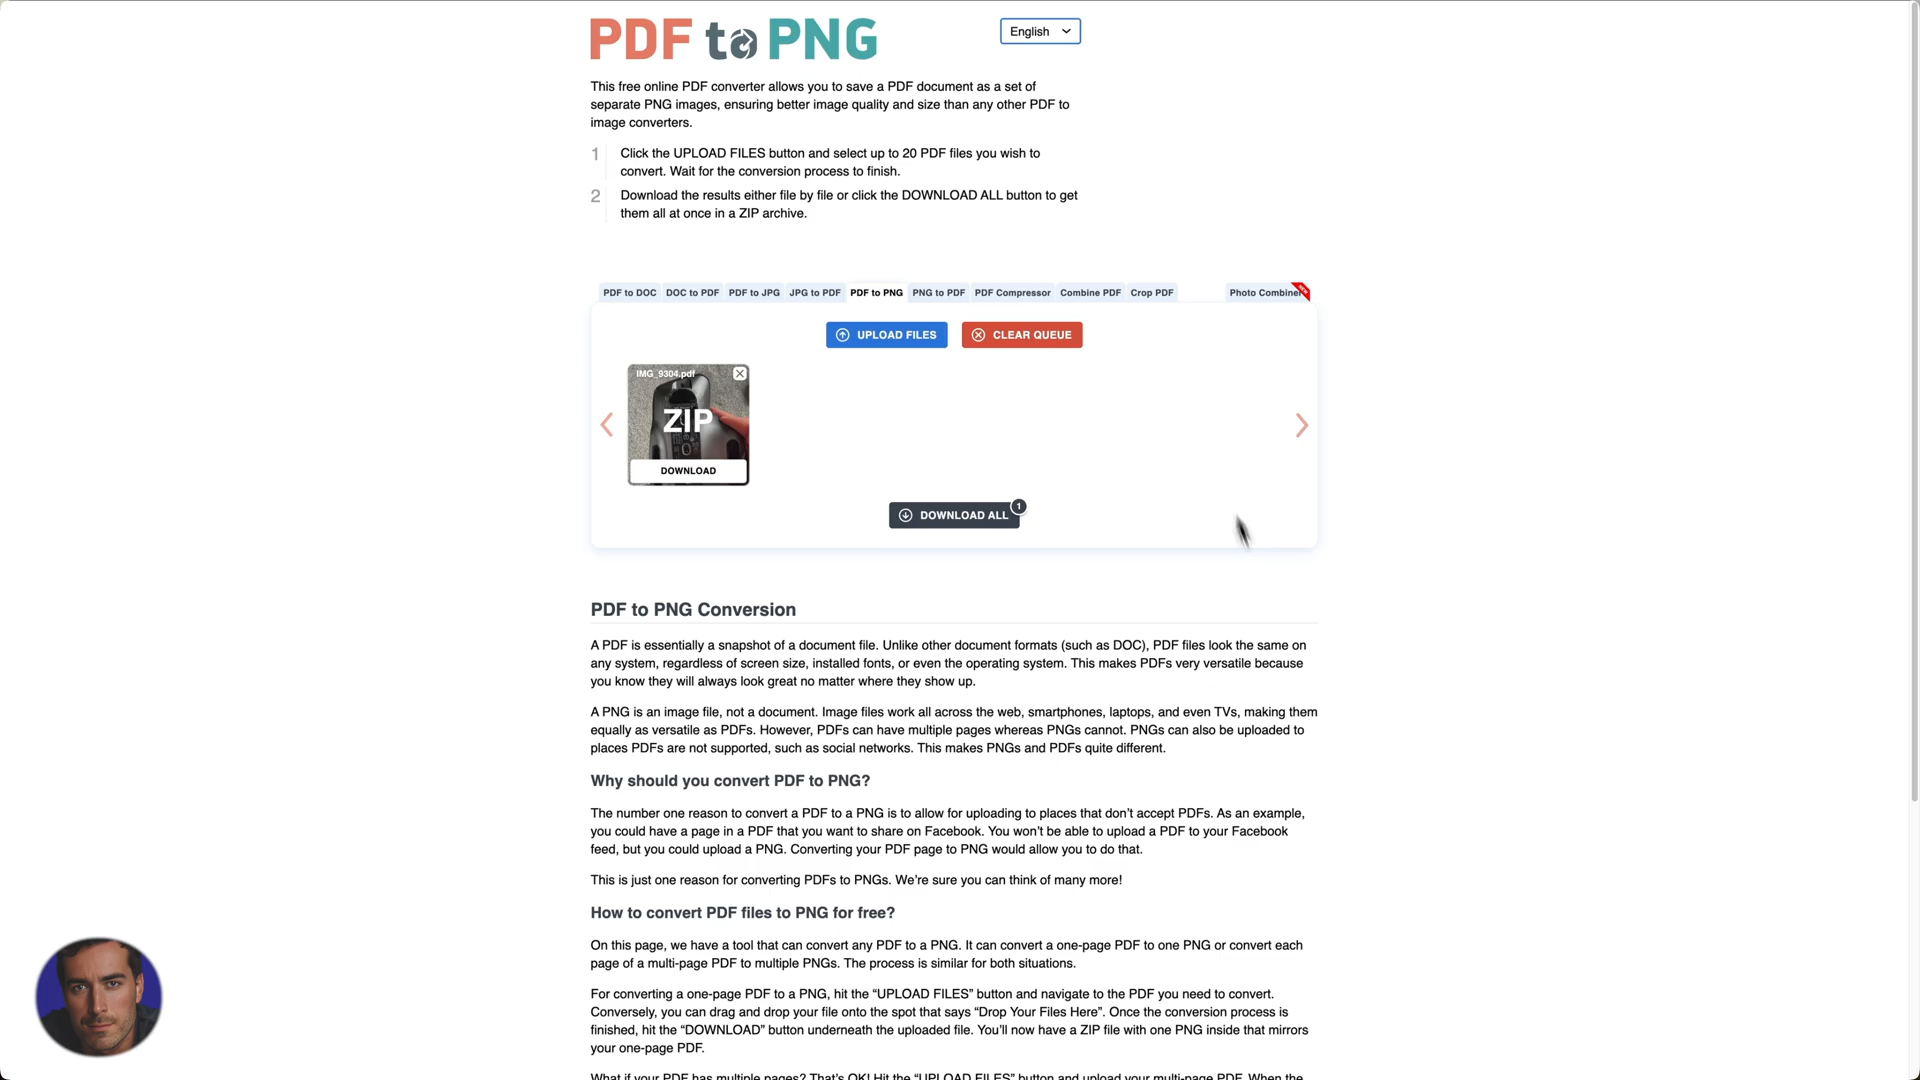 PDF to PNG
English
This free online PDF converter allows you to save a PDF document as a set of
separate PNG images, ensuring better image quality and size than any other PDF to
image converters.
1
Click the UPLOAD FILES button and select up to 20 PDF files you wish to
convert. Wait for the conversion process to finish.
2
Download the results either file by file or click the DOWNLOAD ALL button to get
them all at once in a ZIP archive.
PDF to DOC DOC to PDF PDF to JPG JPG to PDF PDF to PNG PNG to PDF PDF Compressor Combine PDF Crop PDF Photo Combiner
UPLOAD FILES CLEAR QUEUE
IMG_9304.pdf
ZIP
DOWNLOAD
DOWNLOAD ALL 1
PDF to PNG Conversion
A PDF is essentially a snapshot of a document file. Unlike other document formats (such as DOC), PDF files look the same on
any system, regardless of screen size, installed fonts, or even the operating system. This makes PDFs very versatile because
you know they will always look great no matter where they show up.
A PNG is an image file, not a document. Image files work all across the web, smartphones, laptops, and even TVs, making them
equally as versatile as PDFs. However, PDFs can have multiple pages whereas PNGs cannot. PNGs can also be uploaded to
places PDFs are not supported, such as social networks. This makes PNGs and PDFs quite different.
Why should you convert PDF to PNG?
The number one reason to convert a PDF to a PNG is to allow for uploading to places that don’t accept PDFs. As an example,
you could have a page in a PDF that you want to share on Facebook. You won’t be able to upload a PDF to your Facebook
feed, but you could upload a PNG. Converting your PDF page to PNG would allow you to do that.
This is just one reason for converting PDFs to PNGs. We’re sure you can think of many more!
How to convert PDF files to PNG for free?
On this page, we have a tool that can convert any PDF to a PNG. It can convert a one-page PDF to one PNG or convert each
page of a multi-page PDF to multiple PNGs. The process is similar for both situations.
For converting a one-page PDF to a PNG, hit the “UPLOAD FILES” button and navigate to the PDF you need to convert.
Conversely, you can drag and drop your file onto the spot that says “Drop Your Files Here”. Once the conversion process is
finished, hit the “DOWNLOAD” button underneath the uploaded file. You’ll now have a ZIP file with one PNG inside that mirrors
your one-page PDF.
What if your PDF has multiple pages? That’s OK! Hit the “UPLOAD FILES” button and upload your multi-page PDF. When the